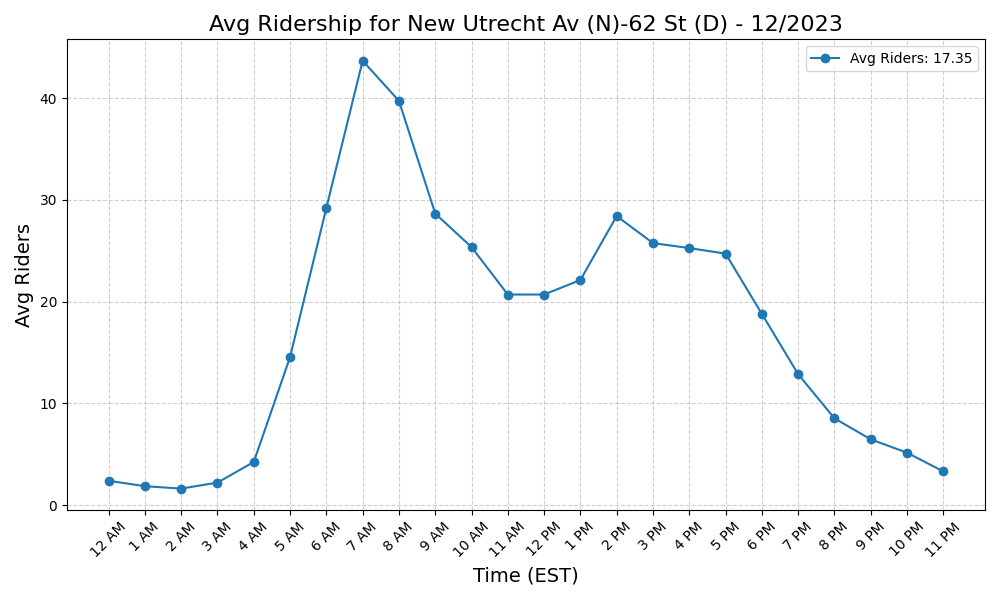 Avg Ridership for New Utrecht Av (N)-62 St (D) - 12/2023
Avg Riders: 17.35
Avg Riders
40
30
20
10
0
12 AM
1 AM
2 AM
3 AM
4 AM
5 AM
6 AM
7 AM
8 AM
9 AM
10 AM
11 AM
12 PM
1 PM
2 PM
3 PM
4 PM
5 PM
6 PM
7 PM
8 PM
9 PM
10 PM
11 PM
Time (EST)